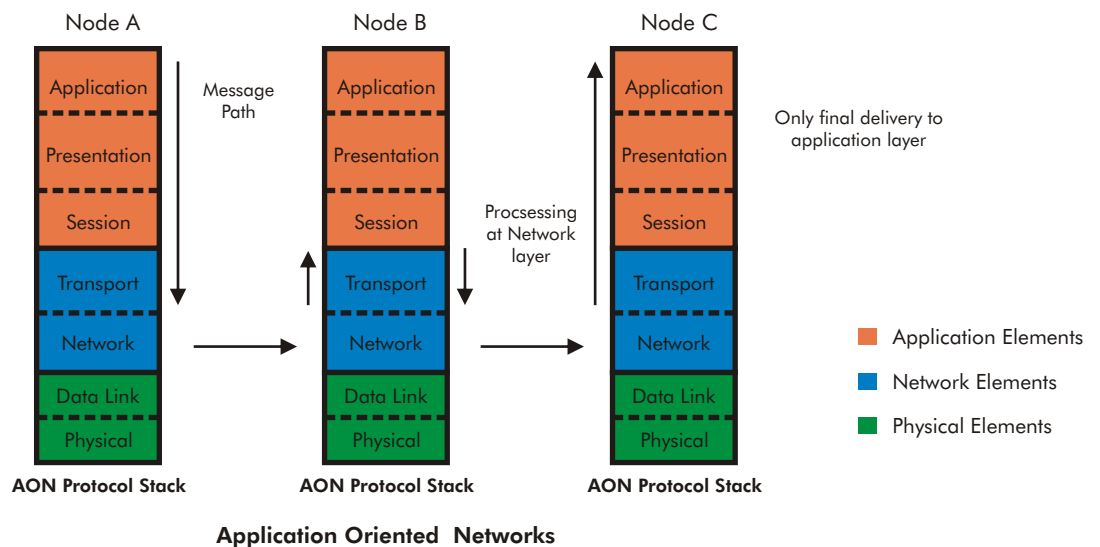 Node A
Application
Presentation
Session
Transport
Network
Data Link
Physical
AON Protocol Stack
Message
Path
Node B
Application
Presentation
Session
Transport
Network
Data Link
Physical
AON Protocol Stack
Procsessing
at Network
layer
Node C
Application
Presentation
Session
Transport
Network
Data Link
Physical
AON Protocol Stack
Only final delivery to
application layer
Application Elements
Network Elements
Physical Elements
Application Oriented Networks